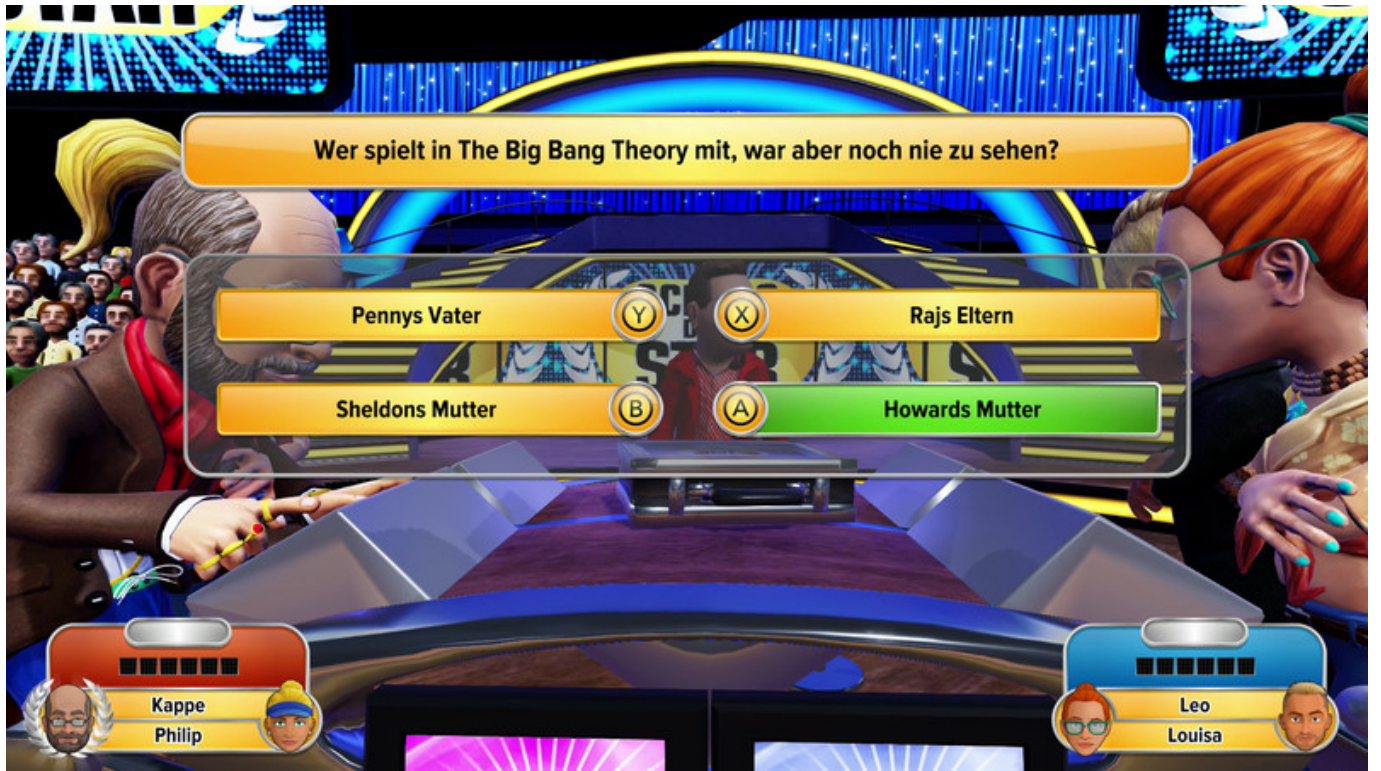 Wer spielt in The Big Bang Theory mit, war aber noch nie zu sehen?
Pennys Vater
Y
X
Rajs Eltern
Sheldons Mutter
B
A
Howards Mutter
Kappe
Philip
Leo
Louisa